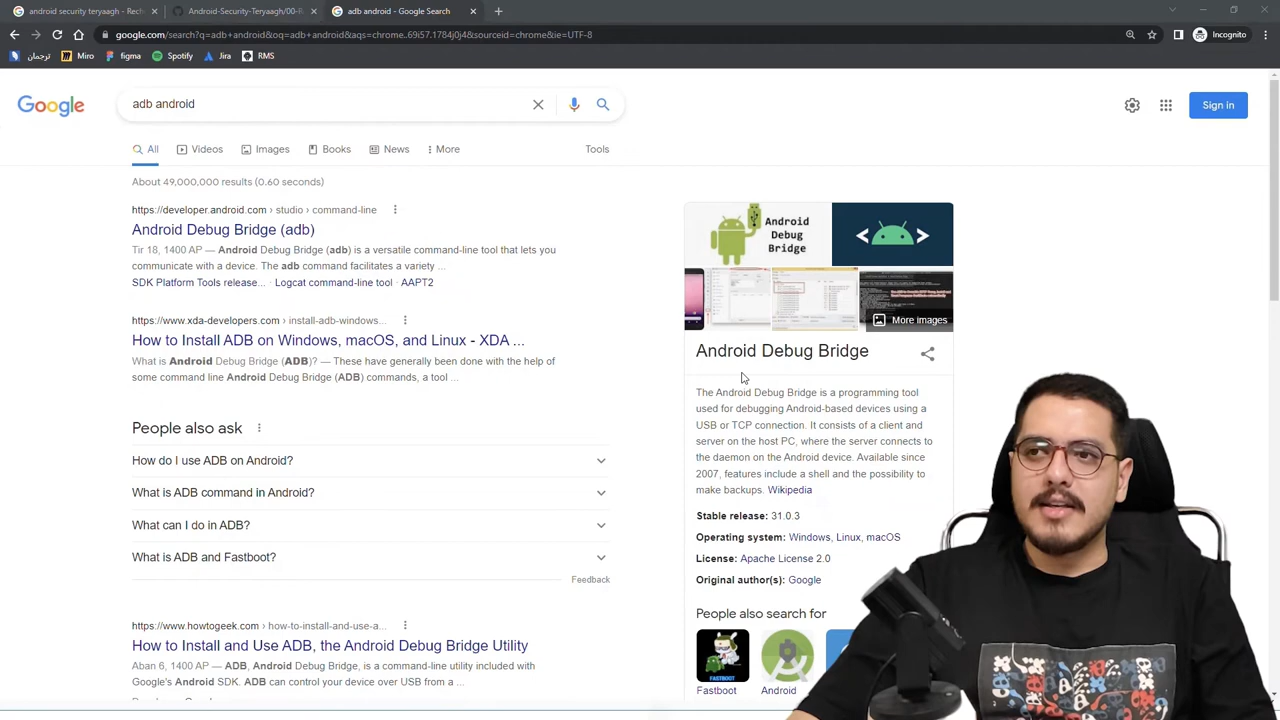 android security teryaagh - Rech
Android-Security-Teryaagh/00-R
adb android - Google Search
google.com/search?q=adb+android&oq=adb+android&aqs=chrome..69i57.1784j0j4&sourceid=chrome&ie=UTF-8
Incognito
ترجمان
Miro
figma
Spotify
Jira
RMS
Google
adb android
Sign in
All
Videos
Images
Books
News
More
Tools
About 49,000,000 results (0.60 seconds)
https://developer.android.com › studio › command-line
Android Debug Bridge (adb)
Tir 18, 1400 AP — Android Debug Bridge (adb) is a versatile command-line tool that lets you
communicate with a device. The adb command facilitates a variety ...
SDK Platform Tools release... · Logcat command-line tool · AAPT2
https://www.xda-developers.com › install-adb-windows...
How to Install ADB on Windows, macOS, and Linux - XDA ...
What is Android Debug Bridge (ADB)? — These have generally been done with the help of
some command line Android Debug Bridge (ADB) commands, a tool ...
People also ask
How do I use ADB on Android?
What is ADB command in Android?
What can I do in ADB?
What is ADB and Fastboot?
Feedback
https://www.howtogeek.com › how-to-install-and-use-a...
How to Install and Use ADB, the Android Debug Bridge Utility
Aban 6, 1400 AP — ADB, Android Debug Bridge, is a command-line utility included with
Google's Android SDK. ADB can control your device over USB from a ...
Android
Debug
Bridge
More images
Android Debug Bridge
The Android Debug Bridge is a programming tool
used for debugging Android-based devices using a
USB or TCP connection. It consists of a client and
server on the host PC, where the server connects to
the daemon on the Android device. Available since
2007, features include a shell and the possibility to
make backups. Wikipedia
Stable release: 31.0.3
Operating system: Windows, Linux, macOS
License: Apache License 2.0
Original author(s): Google
People also search for
FASTBOOT
Fastboot
Android